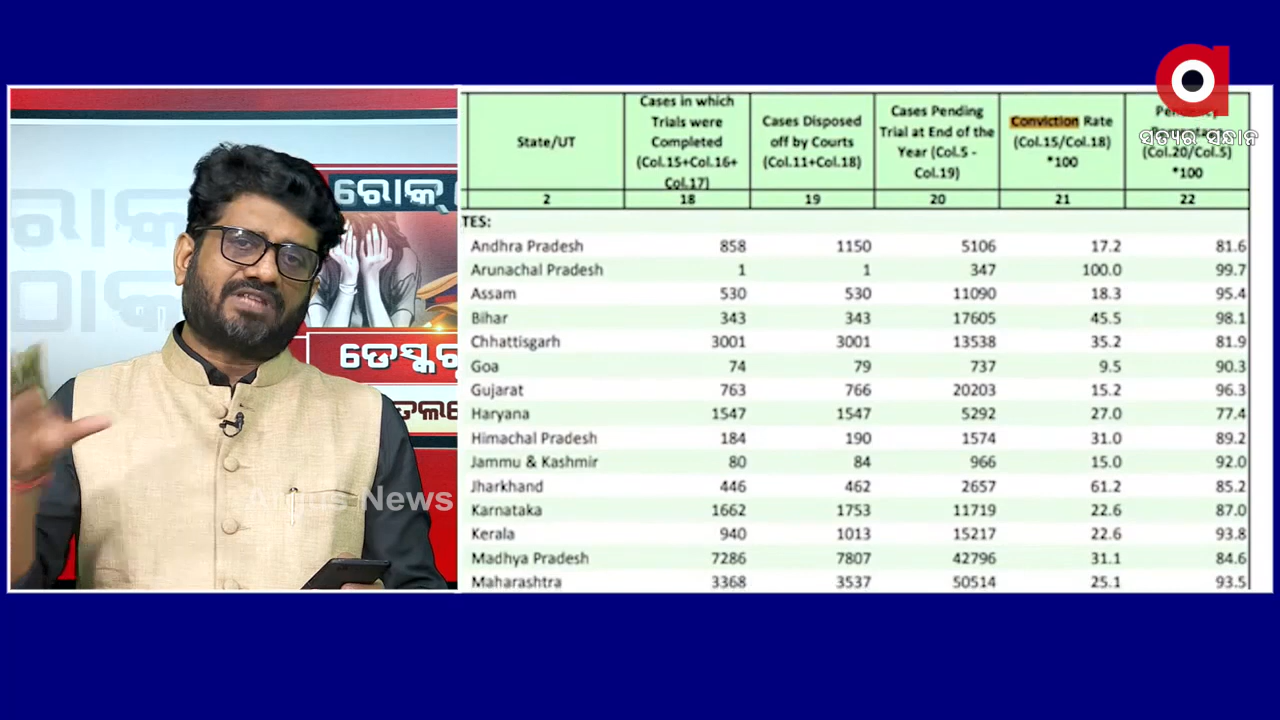 ସତ୍ୟର ସନ୍ଧାନ
ରୋକ୍
ଠୋକ୍
ରୋକ୍
ଡେସ୍କର
Argus News
State/UT
Cases in which
Trials were
Completed
(Col.15+Col.16+
Col.17)
Cases Disposed
off by Courts
(Col.11+Col.18)
Cases Pending
Trial at End of the
Year (Col.5 -
Col.19)
Conviction Rate
(Col.15/Col.18)
*100
(Col.20/Col.5)
*100
2 18 19 20 21 22
TES:
Andhra Pradesh 858 1150 5106 17.2 81.6
Arunachal Pradesh 1 1 347 100.0 99.7
Assam 530 530 11090 18.3 95.4
Bihar 343 343 17605 45.5 98.1
Chhattisgarh 3001 3001 13538 35.2 81.9
Goa 74 79 737 9.5 90.3
Gujarat 763 766 20203 15.2 96.3
Haryana 1547 1547 5292 27.0 77.4
Himachal Pradesh 184 190 1574 31.0 89.2
Jammu & Kashmir 80 84 966 15.0 92.0
Jharkhand 446 462 2657 61.2 85.2
Karnataka 1662 1753 11719 22.6 87.0
Kerala 940 1013 15217 22.6 93.8
Madhya Pradesh 7286 7807 42796 31.1 84.6
Maharashtra 3368 3537 50514 25.1 93.5